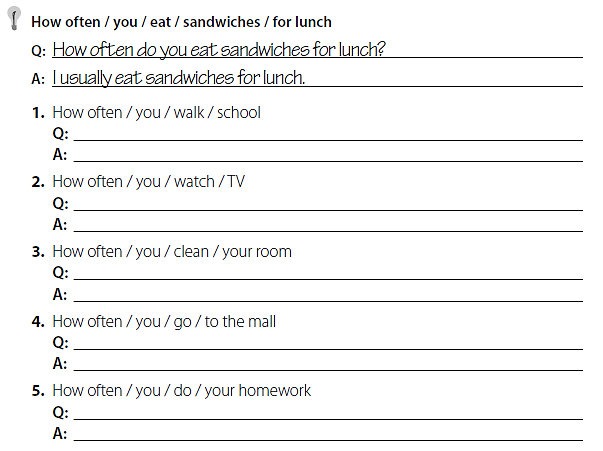 How often / you / eat / sandwiches / for lunch
Q: How often do you eat sandwiches for lunch?
A: I usually eat sandwiches for lunch.
1. How often / you / walk / school
Q:
A:
2. How often / you / watch / TV
Q:
A:
3. How often / you / clean / your room
Q:
A:
4. How often / you / go / to the mall
Q:
A:
5. How often / you / do / your homework
Q:
A: